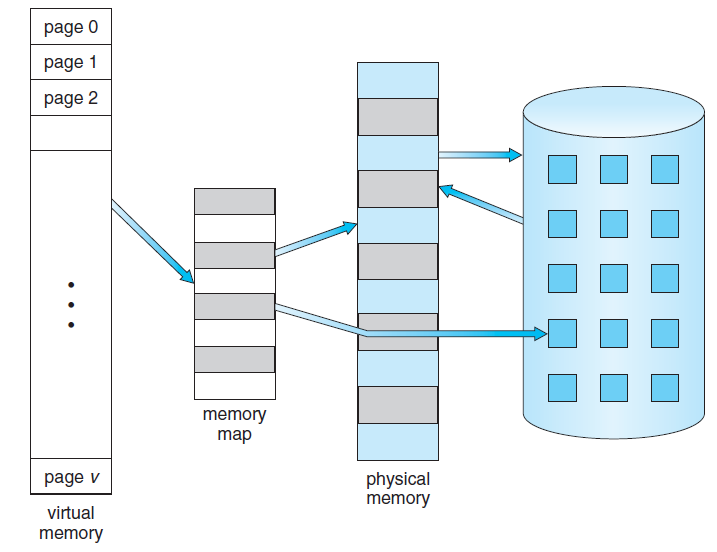 page 0
page 1
page 2
page v
virtual
memory
memory
map
physical
memory